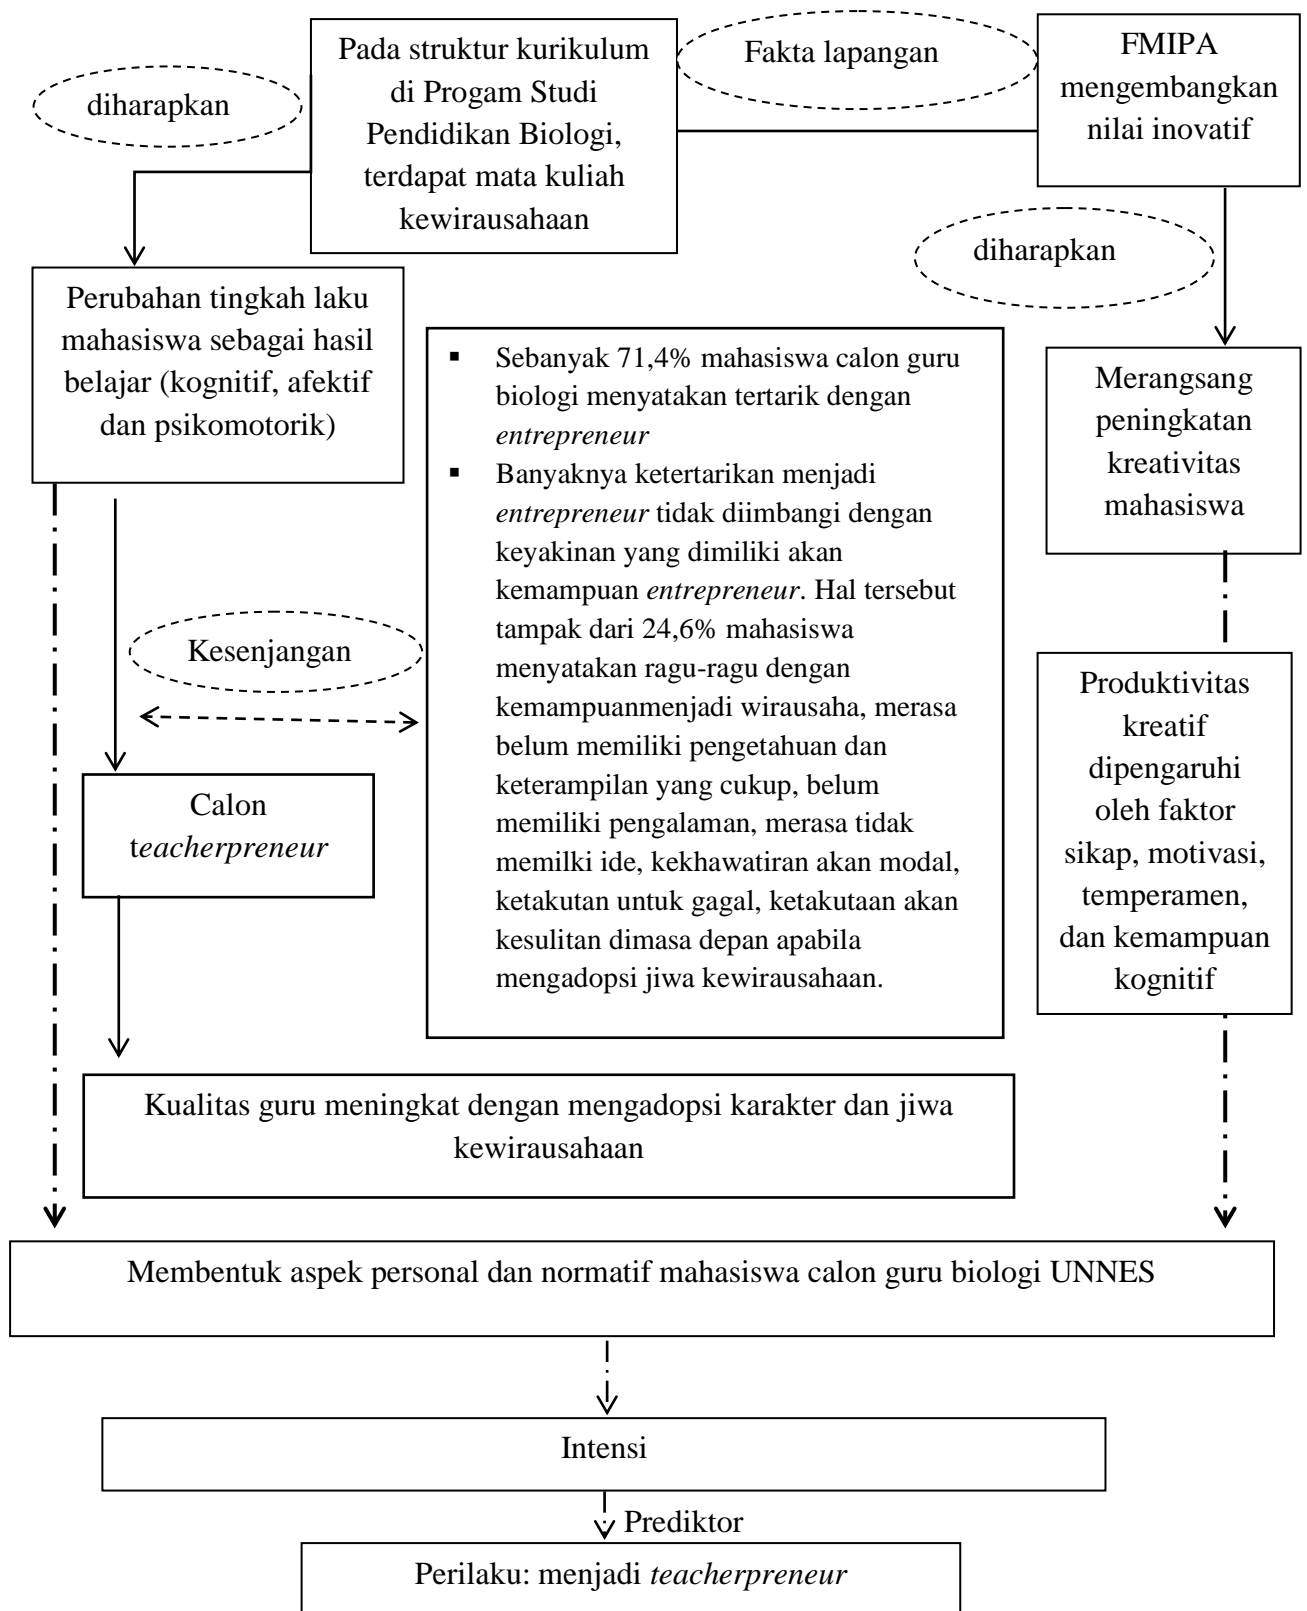 diharapkan
Pada struktur kurikulum
di Progam Studi
Pendidikan Biologi,
terdapat mata kuliah
kewirausahaan
Fakta lapangan
FMIPA
mengembangkan
nilai inovatif
diharapkan
Perubahan tingkah laku
mahasiswa sebagai hasil
belajar (kognitif, afektif
dan psikomotorik)
▪ Sebanyak 71,4% mahasiswa calon guru
biologi menyatakan tertarik dengan
entrepreneur
▪ Banyaknya ketertarikan menjadi
entrepreneur tidak diimbangi dengan
keyakinan yang dimiliki akan
kemampuan entrepreneur. Hal tersebut
tampak dari 24,6% mahasiswa
menyatakan ragu-ragu dengan
kemampuanmenjadi wirausaha, merasa
belum memiliki pengetahuan dan
keterampilan yang cukup, belum
memiliki pengalaman, merasa tidak
memilki ide, kekhawatiran akan modal,
ketakutan untuk gagal, ketakutaan akan
kesulitan dimasa depan apabila
mengadopsi jiwa kewirausahaan.
Merangsang
peningkatan
kreativitas
mahasiswa
Kesenjangan
Produktivitas
kreatif
dipengaruhi
oleh faktor
sikap, motivasi,
temperamen,
dan kemampuan
kognitif
Calon
teacherpreneur
Kualitas guru meningkat dengan mengadopsi karakter dan jiwa
kewirausahaan
Membentuk aspek personal dan normatif mahasiswa calon guru biologi UNNES
Intensi
Prediktor
Perilaku: menjadi teacherpreneur